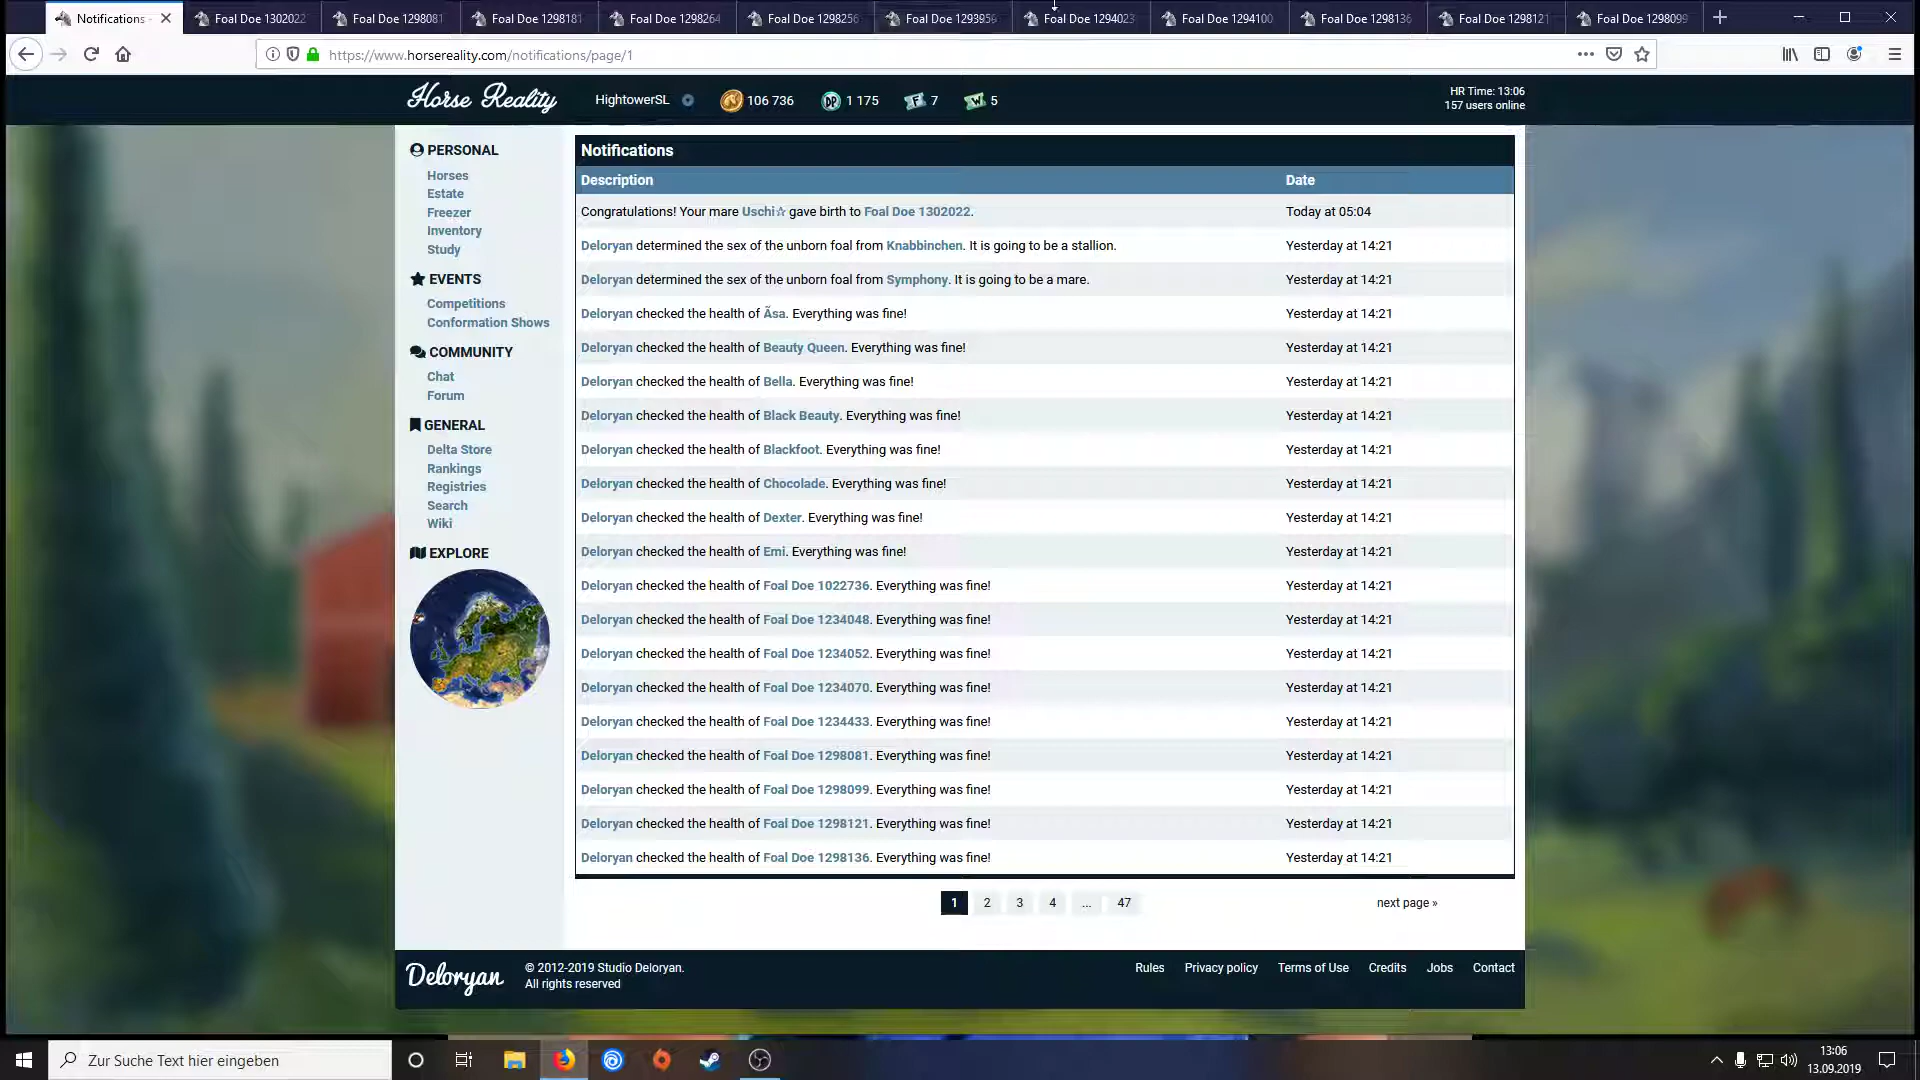 Notifications -
Foal Doe 1302022
Foal Doe 1298081
Foal Doe 1298181
Foal Doe 1298264
Foal Doe 1298256
Foal Doe 1293956
Foal Doe 1294023
Foal Doe 1294100
Foal Doe 1298136
Foal Doe 1298121
Foal Doe 1298099
https://www.horsereality.com/notifications/page/1
Horse Reality
HightowerSL
106 736
DP 1 175
F 7
W 5
HR Time: 13:06
157 users online
PERSONAL
Horses
Estate
Freezer
Inventory
Study
EVENTS
Competitions
Conformation Shows
COMMUNITY
Chat
Forum
GENERAL
Delta Store
Rankings
Registries
Search
Wiki
EXPLORE
Notifications
Description Date
Congratulations! Your mare Uschi☆ gave birth to Foal Doe 1302022. Today at 05:04
Deloryan determined the sex of the unborn foal from Knabbinchen. It is going to be a stallion. Yesterday at 14:21
Deloryan determined the sex of the unborn foal from Symphony. It is going to be a mare. Yesterday at 14:21
Deloryan checked the health of Ãsa. Everything was fine! Yesterday at 14:21
Deloryan checked the health of Beauty Queen. Everything was fine! Yesterday at 14:21
Deloryan checked the health of Bella. Everything was fine! Yesterday at 14:21
Deloryan checked the health of Black Beauty. Everything was fine! Yesterday at 14:21
Deloryan checked the health of Blackfoot. Everything was fine! Yesterday at 14:21
Deloryan checked the health of Chocolade. Everything was fine! Yesterday at 14:21
Deloryan checked the health of Dexter. Everything was fine! Yesterday at 14:21
Deloryan checked the health of Emi. Everything was fine! Yesterday at 14:21
Deloryan checked the health of Foal Doe 1022736. Everything was fine! Yesterday at 14:21
Deloryan checked the health of Foal Doe 1234048. Everything was fine! Yesterday at 14:21
Deloryan checked the health of Foal Doe 1234052. Everything was fine! Yesterday at 14:21
Deloryan checked the health of Foal Doe 1234070. Everything was fine! Yesterday at 14:21
Deloryan checked the health of Foal Doe 1234433. Everything was fine! Yesterday at 14:21
Deloryan checked the health of Foal Doe 1298081. Everything was fine! Yesterday at 14:21
Deloryan checked the health of Foal Doe 1298099. Everything was fine! Yesterday at 14:21
Deloryan checked the health of Foal Doe 1298121. Everything was fine! Yesterday at 14:21
Deloryan checked the health of Foal Doe 1298136. Everything was fine! Yesterday at 14:21
1 2 3 4 ... 47 next page »
Deloryan
© 2012-2019 Studio Deloryan.
All rights reserved
Rules Privacy policy Terms of Use Credits Jobs Contact
Zur Suche Text hier eingeben
13:06
13.09.2019